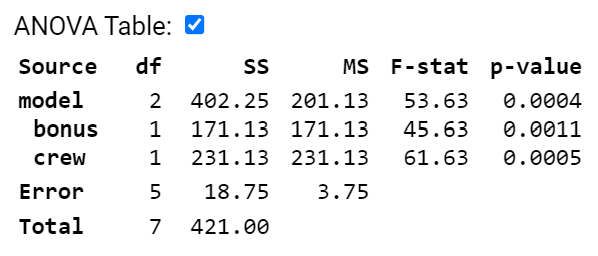 ANOVA Table:
Source df SS MS F-stat p-value
model 2 402.25 201.13 53.63 0.0004
bonus 1 171.13 171.13 45.63 0.0011
crew 1 231.13 231.13 61.63 0.0005
Error 5 18.75 3.75
Total 7 421.00